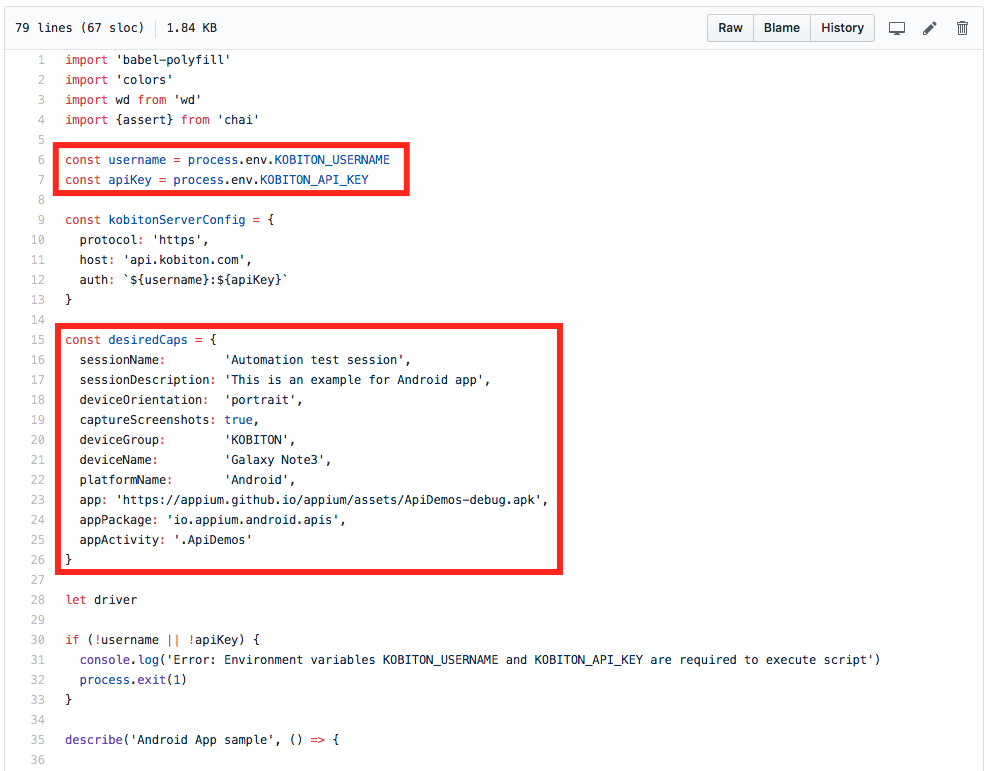 79 lines (67 sloc) 1.84 KB Raw Blame History
1 import 'babel-polyfill'
2 import 'colors'
3 import wd from 'wd'
4 import {assert} from 'chai'
5
6 const username = process.env.KOBITON_USERNAME
7 const apiKey = process.env.KOBITON_API_KEY
8
9 const kobitonServerConfig = {
10   protocol: 'https',
11   host: 'api.kobiton.com',
12   auth: `${username}:${apiKey}`
13 }
14
15 const desiredCaps = {
16   sessionName:        'Automation test session',
17   sessionDescription: 'This is an example for Android app',
18   deviceOrientation:  'portrait',
19   captureScreenshots: true,
20   deviceGroup:        'KOBITON',
21   deviceName:         'Galaxy Note3',
22   platformName:       'Android',
23   app: 'https://appium.github.io/appium/assets/ApiDemos-debug.apk',
24   appPackage: 'io.appium.android.apis',
25   appActivity: '.ApiDemos'
26 }
27
28 let driver
29
30 if (!username || !apiKey) {
31   console.log('Error: Environment variables KOBITON_USERNAME and KOBITON_API_KEY are required to execute script')
32   process.exit(1)
33 }
34
35 describe('Android App sample', () => {
36